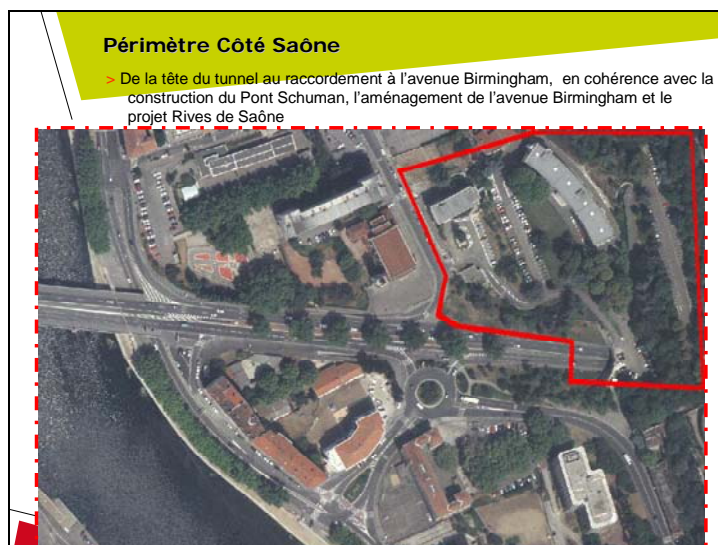 Périmètre Côté Saône
> De la tête du tunnel au raccordement à l'avenue Birmingham, en cohérence avec la
construction du Pont Schuman, l'aménagement de l'avenue Birmingham et le
projet Rives de Saône